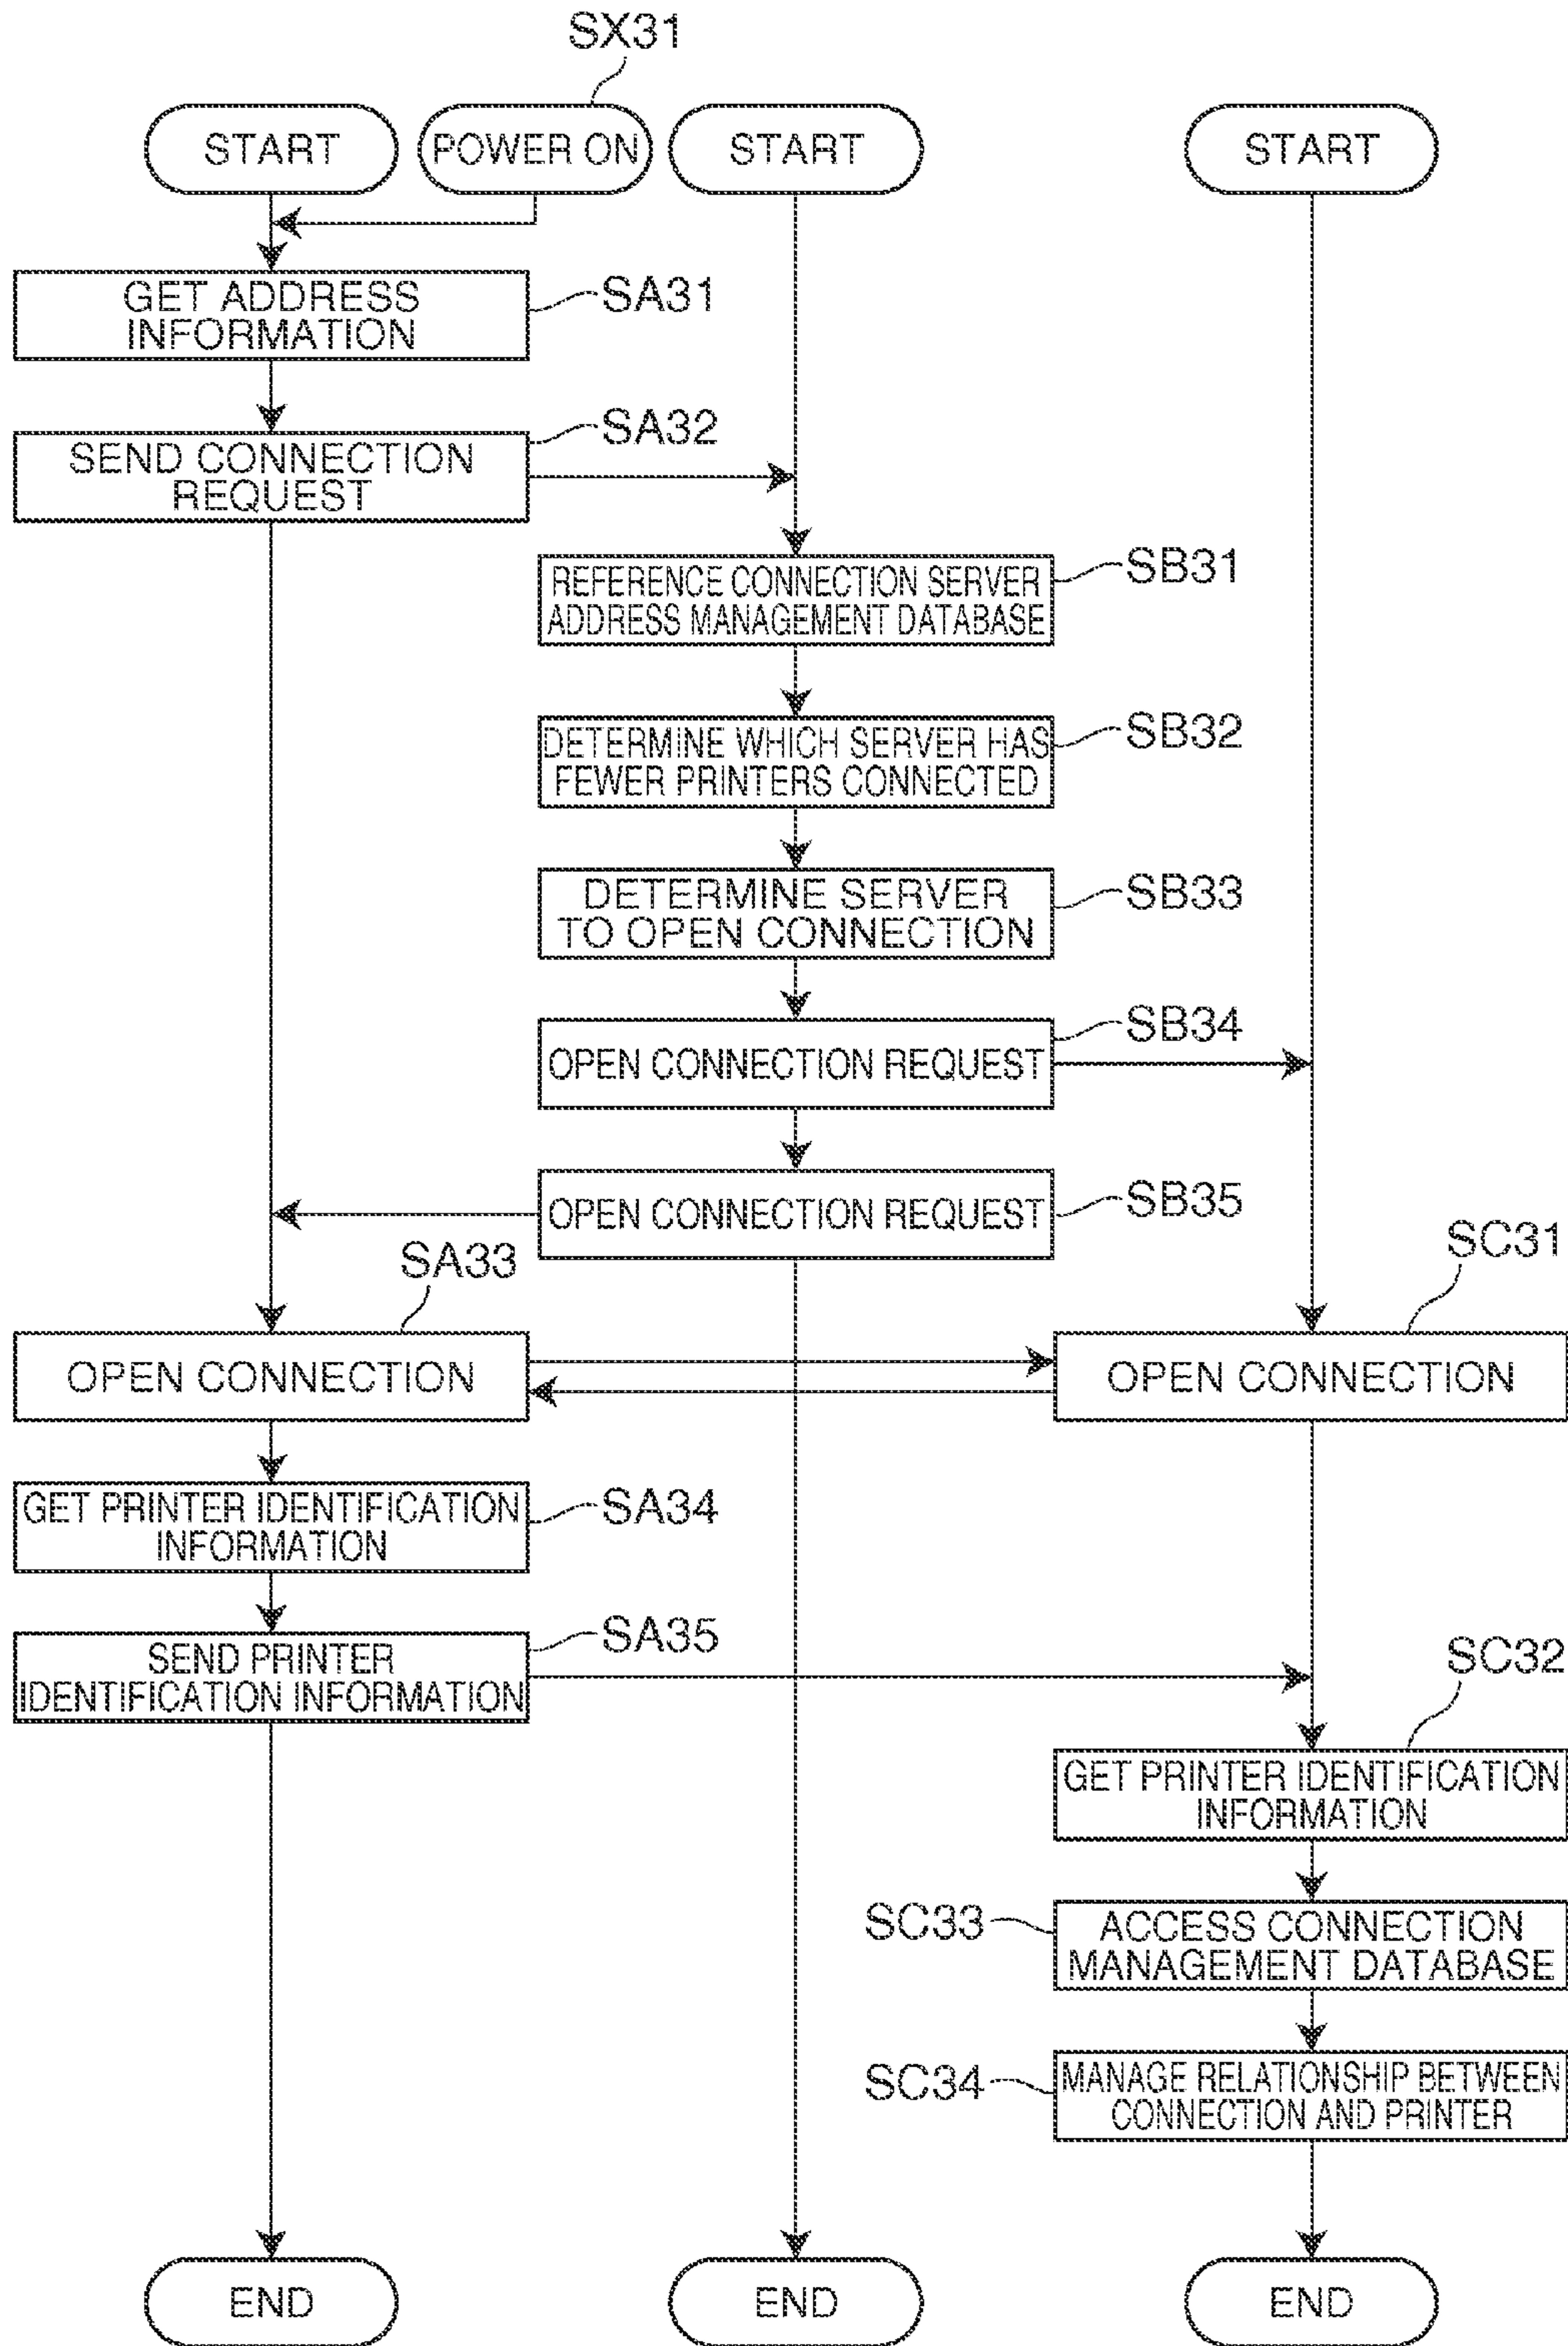 SX31
START
POWER ON
START
START
GET ADDRESS
INFORMATION
SA31
SEND CONNECTION
REQUEST
SA32
REFERENCE CONNECTION SERVER
ADDRESS MANAGEMENT DATABASE
SB31
DETERMINE WHICH SERVER HAS
FEWER PRINTERS CONNECTED
SB32
DETERMINE SERVER
TO OPEN CONNECTION
SB33
OPEN CONNECTION REQUEST
SB34
OPEN CONNECTION REQUEST
SB35
SA33
SC31
OPEN CONNECTION
OPEN CONNECTION
GET PRINTER IDENTIFICATION
INFORMATION
SA34
SEND PRINTER
IDENTIFICATION INFORMATION
SA35
SC32
GET PRINTER IDENTIFICATION
INFORMATION
SC33
ACCESS CONNECTION
MANAGEMENT DATABASE
SC34
MANAGE RELATIONSHIP BETWEEN
CONNECTION AND PRINTER
END
END
END